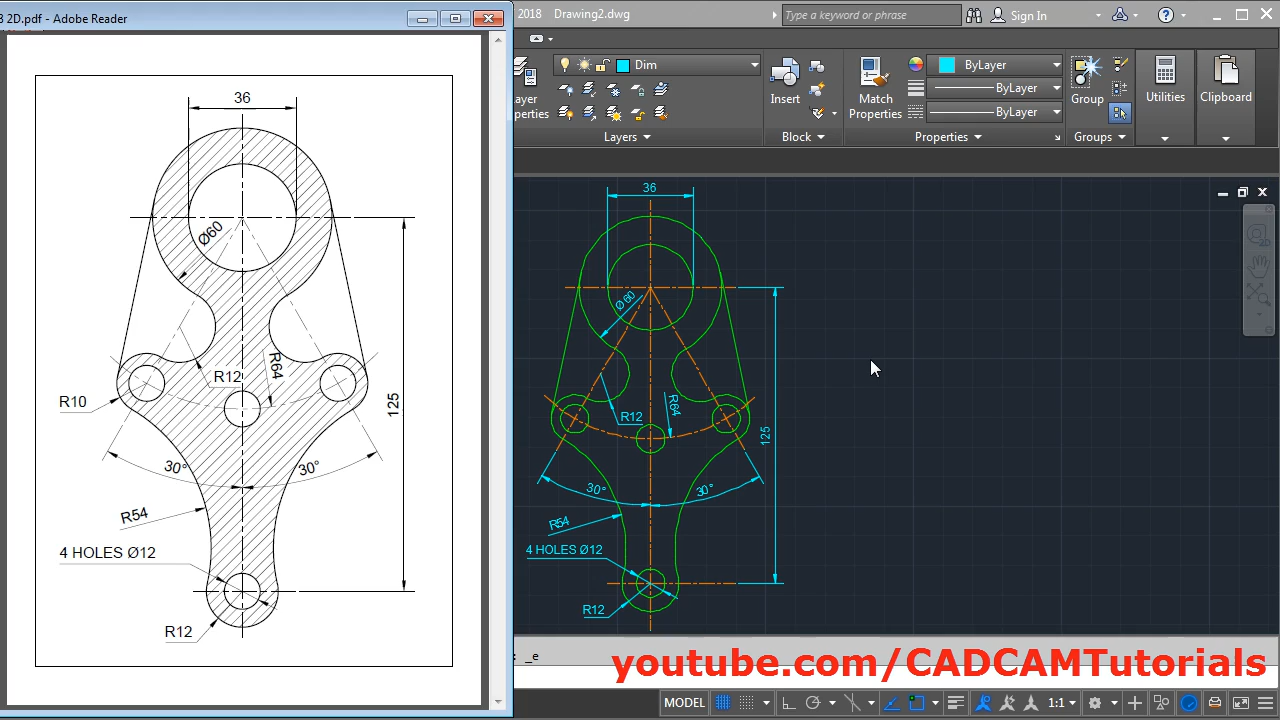 3 2D.pdf - Adobe Reader
36
Ø60
R12
R64
R10
125
30°
30°
R54
4 HOLES Ø12
R12
2018 Drawing2.dwg
Type a keyword or phrase
Sign In
Dim
ByLayer
ByLayer
ByLayer
Insert
Match
Properties
Group
Utilities
Clipboard
Layers
Block
Properties
Groups
36
Ø60
R12
R64
125
30°
30°
R54
4 HOLES Ø12
R12
: _e
youtube.com/CADCAMTutorials
MODEL
1:1